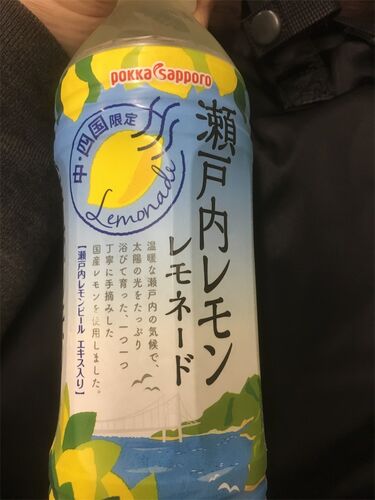 pokka sapporo
中・四国限定
Lemonade
瀬戸内レモン
レモネード
温暖な瀬戸内の気候で、
太陽の光をたっぷり
浴びて育った、一つ一つ
丁寧に手摘みした
国産レモンを使用しました。
【瀬戸内レモンピール エキス入り】